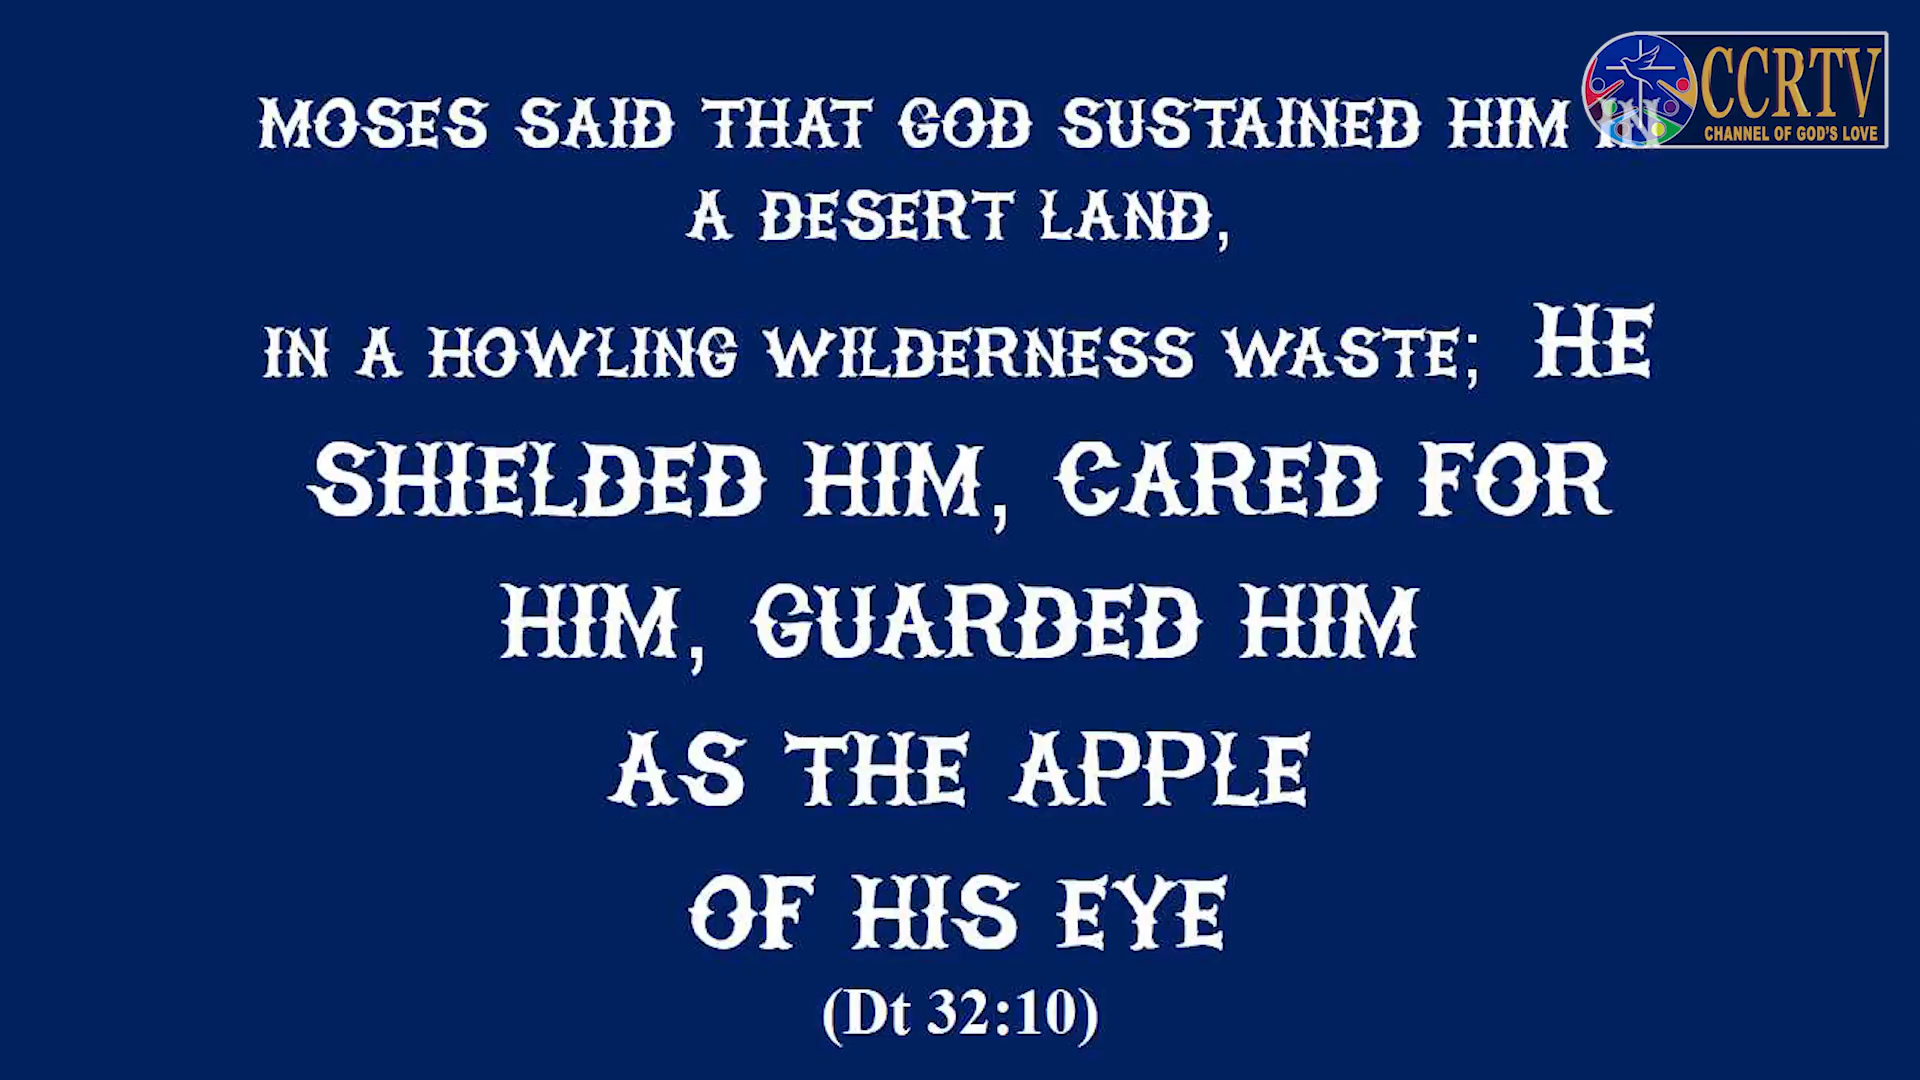 MOSES SAID THAT GOD SUSTAINED HIM IN
A DESERT LAND,
IN A HOWLING WILDERNESS WASTE; HE
SHIELDED HIM, CARED FOR
HIM, GUARDED HIM
AS THE APPLE
OF HIS EYE
(Dt 32:10)
CCRTV
CHANNEL OF GOD'S LOVE